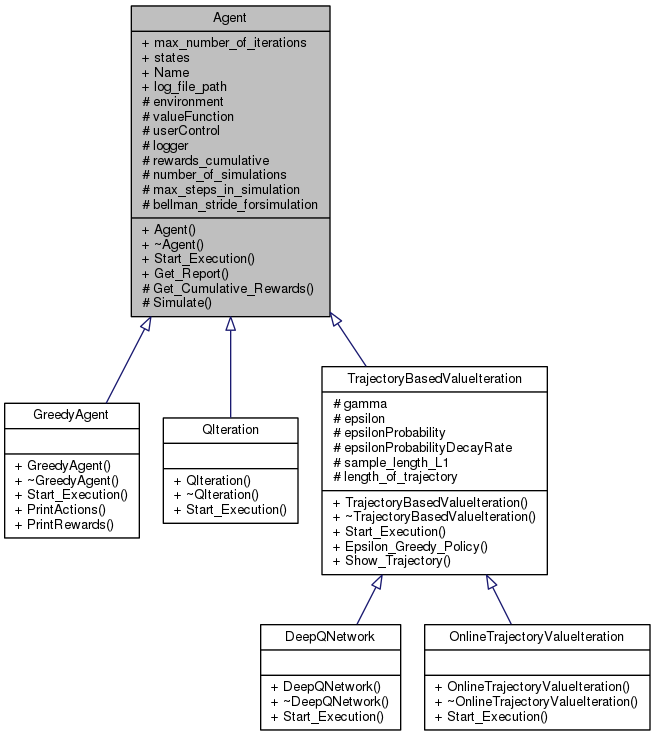 Agent
+ max_number_of_iterations
+ states
+ Name
+ log_file_path
# environment
# valueFunction
# userControl
# logger
# rewards_cumulative
# number_of_simulations
# max_steps_in_simulation
# bellman_stride_forsimulation
+ Agent()
+ ~Agent()
+ Start_Execution()
+ Get_Report()
# Get_Cumulative_Rewards()
# Simulate()
GreedyAgent
+ GreedyAgent()
+ ~GreedyAgent()
+ Start_Execution()
+ PrintActions()
+ PrintRewards()
QIteration
+ QIteration()
+ ~QIteration()
+ Start_Execution()
TrajectoryBasedValueIteration
# gamma
# epsilon
# epsilonProbability
# epsilonProbabilityDecayRate
# sample_length_L1
# length_of_trajectory
+ TrajectoryBasedValueIteration()
+ ~TrajectoryBasedValueIteration()
+ Start_Execution()
+ Epsilon_Greedy_Policy()
+ Show_Trajectory()
DeepQNetwork
+ DeepQNetwork()
+ ~DeepQNetwork()
+ Start_Execution()
OnlineTrajectoryValueIteration
+ OnlineTrajectoryValueIteration()
+ ~OnlineTrajectoryValueIteration()
+ Start_Execution()